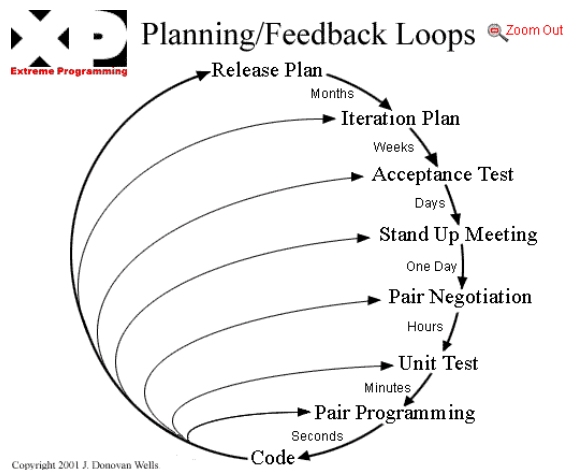 XP
Extreme Programming
Planning/Feedback Loops
Zoom Out
Release Plan
Months
Iteration Plan
Weeks
Acceptance Test
Days
Stand Up Meeting
One Day
Pair Negotiation
Hours
Unit Test
Minutes
Pair Programming
Seconds
Code
Copyright 2001 J. Donovan Wells